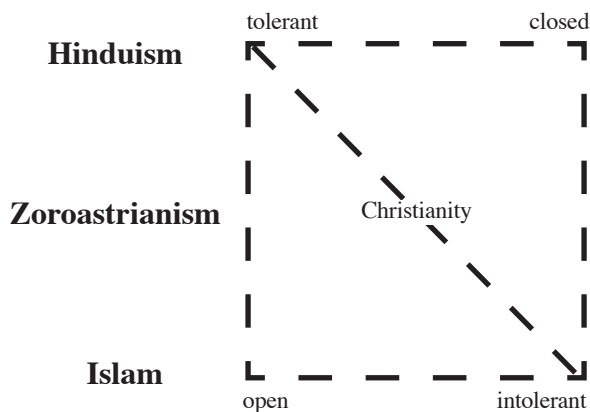 tolerant closed
Hinduism
Zoroastrianism Christianity
Islam
open intolerant